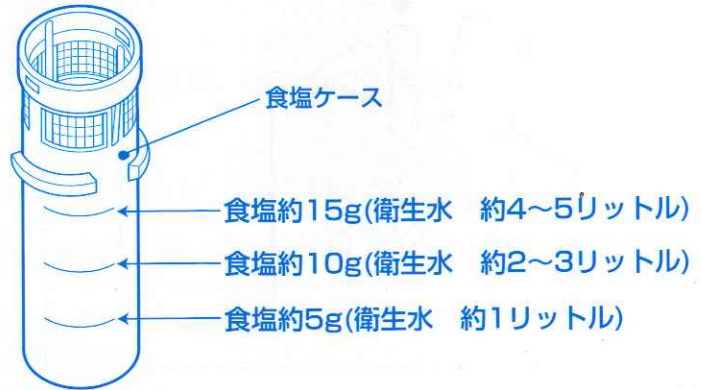 食塩ケース
食塩約15g(衛生水　約4～5リットル)
食塩約10g(衛生水　約2～3リットル)
食塩約5g(衛生水　約1リットル)